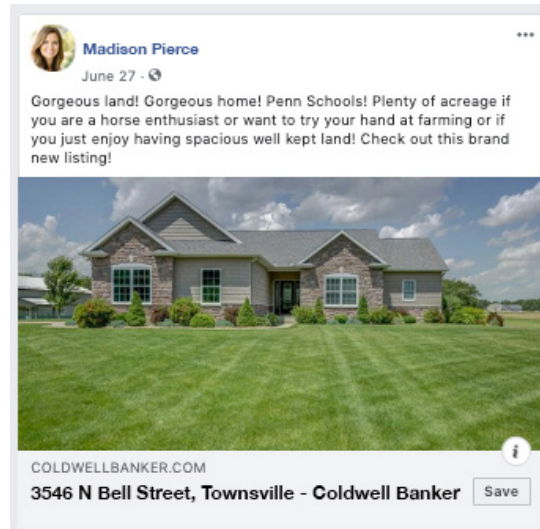 Madison Pierce
June 27 ·
Gorgeous land! Gorgeous home! Penn Schools! Plenty of acreage if
you are a horse enthusiast or want to try your hand at farming or if
you just enjoy having spacious well kept land! Check out this brand
new listing!
i
COLDWELLBANKER.COM
3546 N Bell Street, Townsville - Coldwell Banker
Save